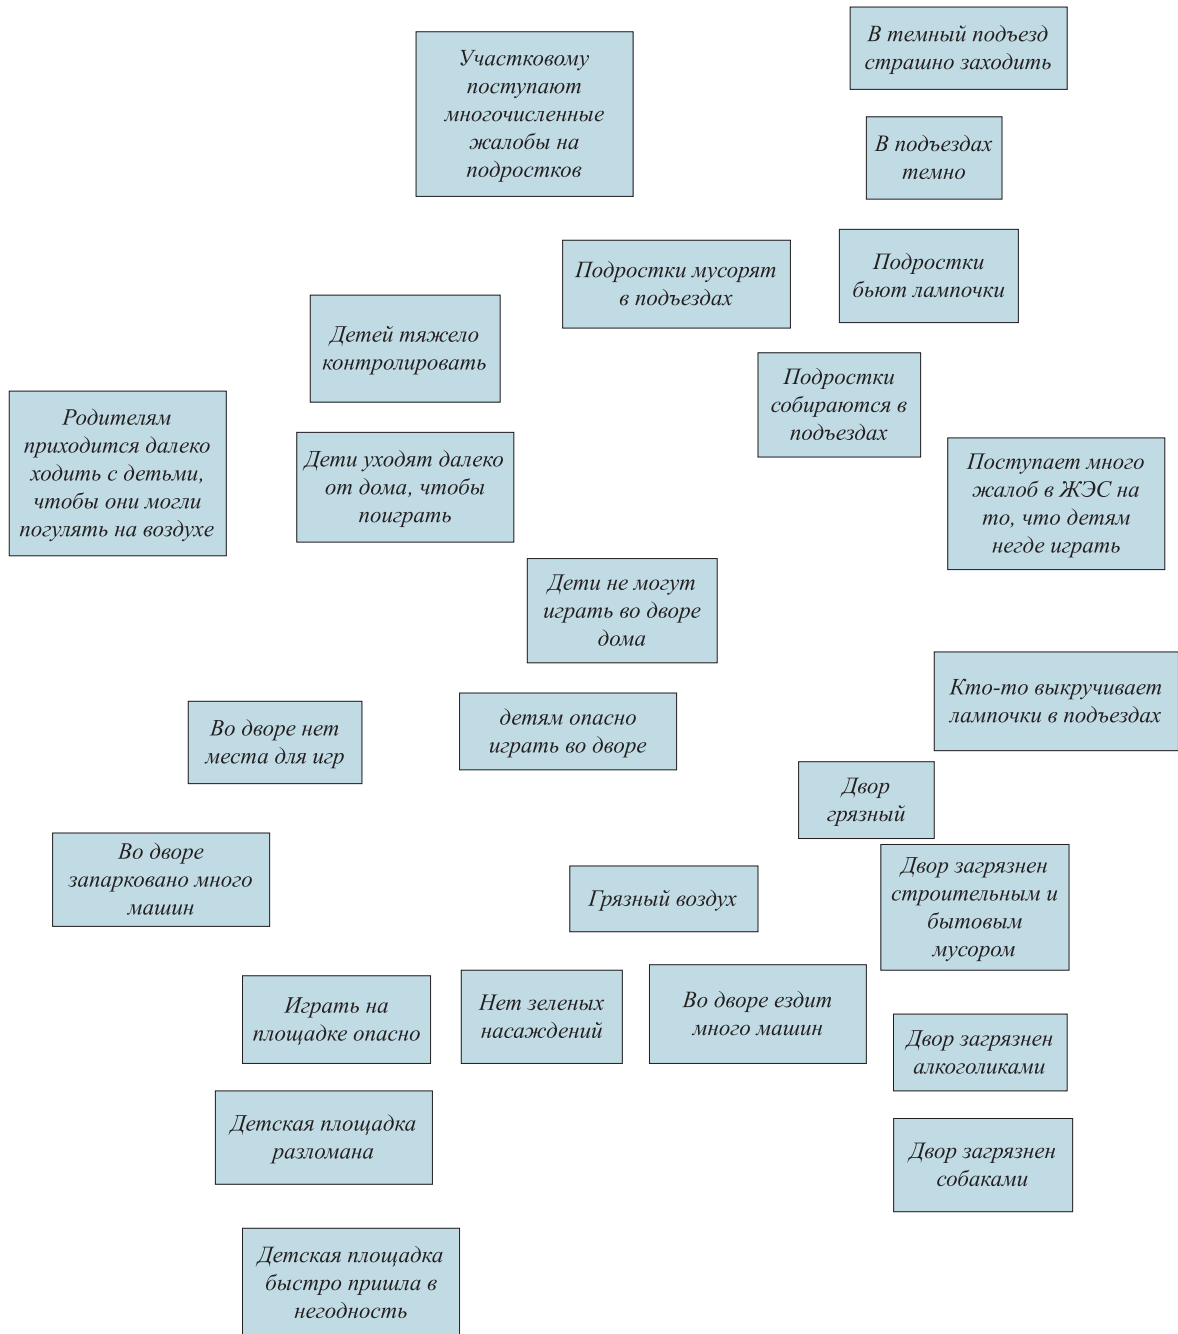 В темный подъезд
страшно заходить
Участковому
поступают
многочисленные
жалобы на
подростков
В подъездах
темно
Подростки мусорят
в подъездах
Подростки
бьют лампочки
Детей тяжело
контролировать
Подростки
собираются в
подъездах
Родителям
приходится далеко
ходить с детьми,
чтобы они могли
погулять на воздухе
Дети уходят далеко
от дома, чтобы
поиграть
Поступает много
жалоб в ЖЭС на
то, что детям
негде играть
Дети не могут
играть во дворе
дома
Кто-то выкручивает
лампочки в подъездах
Во дворе нет
места для игр
детям опасно
играть во дворе
Двор
грязный
Во дворе
запарковано много
машин
Грязный воздух
Двор загрязнен
строительным и
бытовым
мусором
Играть на
площадке опасно
Нет зеленых
насаждений
Во дворе ездит
много машин
Двор загрязнен
алкоголиками
Детская площадка
разломана
Двор загрязнен
собаками
Детская площадка
быстро пришла в
негодность